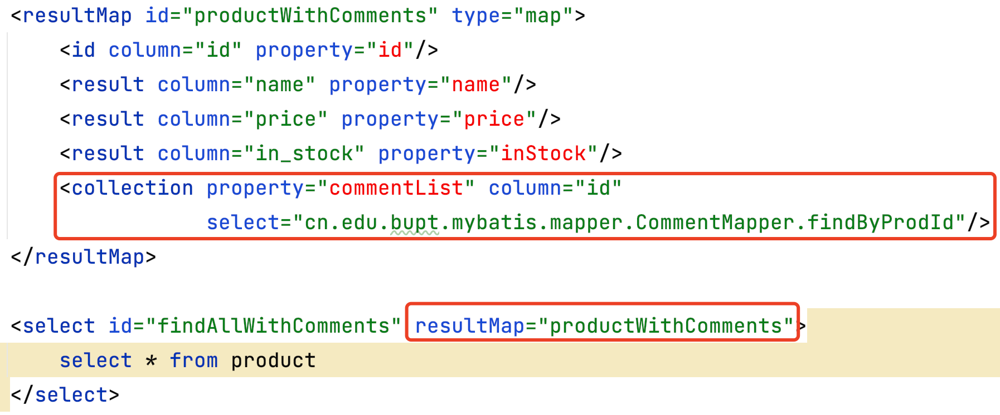 <resultMap id="productWithComments" type="map">
<id column="id" property="id"/>
<result column="name" property="name"/>
<result column="price" property="price"/>
<result column="in_stock" property="inStock"/>
<collection property="commentList" column="id"
select="cn.edu.bupt.mybatis.mapper.CommentMapper.findByProdId"/>
</resultMap>
<select id="findAllWithComments" resultMap="productWithComments">
select * from product
</select>